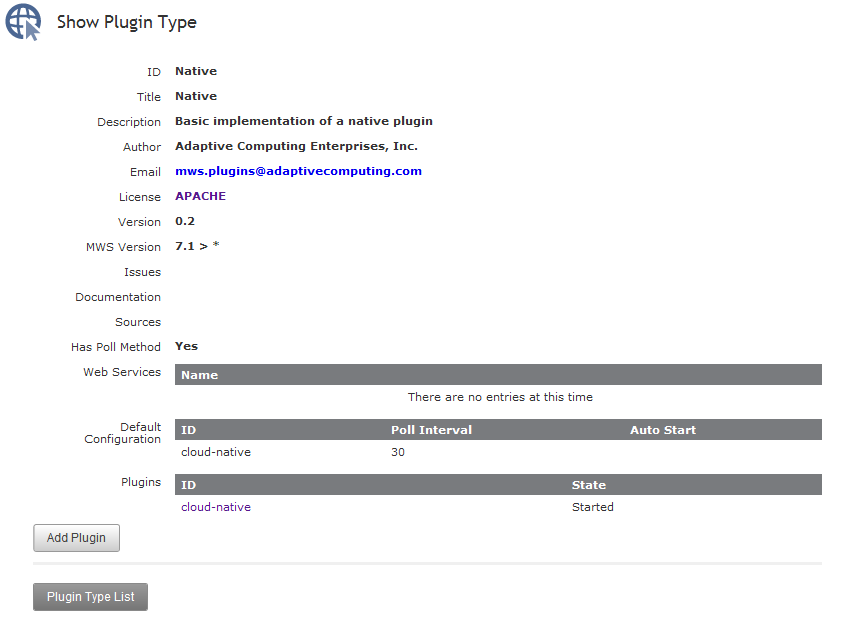 Show Plugin Type
ID Native
Title Native
Description Basic implementation of a native plugin
Author Adaptive Computing Enterprises, Inc.
Email mws.plugins@adaptivecomputing.com
License APACHE
Version 0.2
MWS Version 7.1 > *
Issues
Documentation
Sources
Has Poll Method Yes
Web Services Name
There are no entries at this time
Default
Configuration ID Poll Interval Auto Start
cloud-native 30
Plugins ID State
cloud-native Started
Add Plugin
Plugin Type List